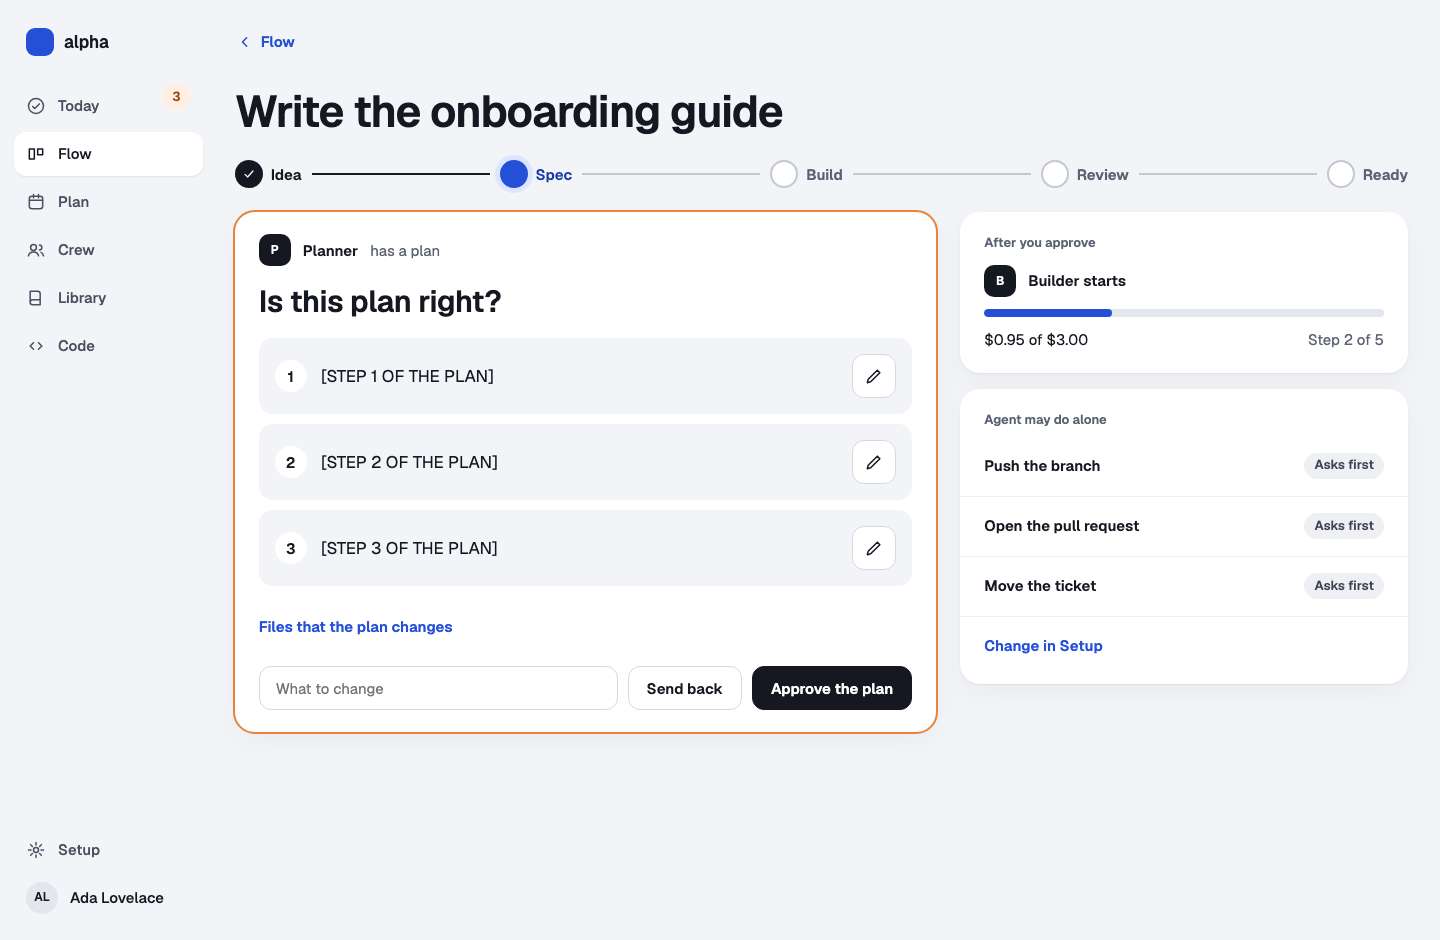 alpha
Today
3
Flow
Plan
Crew
Library
Code
Setup
AL
Ada Lovelace
Flow
Write the onboarding guide
Idea
Spec
Build
Review
Ready
P
Planner has a plan
Is this plan right?
1 [STEP 1 OF THE PLAN]
2 [STEP 2 OF THE PLAN]
3 [STEP 3 OF THE PLAN]
Files that the plan changes
What to change
Send back
Approve the plan
After you approve
B
Builder starts
$0.95 of $3.00
Step 2 of 5
Agent may do alone
Push the branch
Asks first
Open the pull request
Asks first
Move the ticket
Asks first
Change in Setup